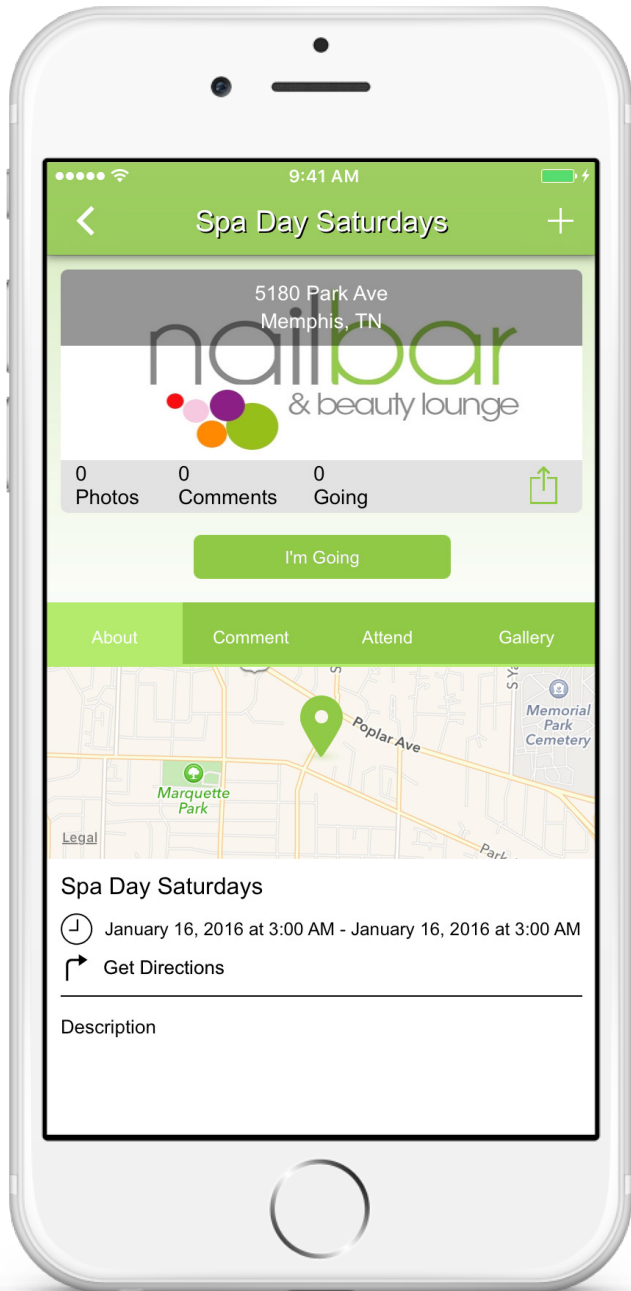 9:41 AM
Spa Day Saturdays
5180 Park Ave
Memphis, TN
nailbar
& beauty lounge
0 0 0
Photos Comments Going
I'm Going
About Comment Attend Gallery
S
Poplar Ave
Memorial
Park
Cemetery
Marquette
Park
Legal
Park
Spa Day Saturdays
January 16, 2016 at 3:00 AM - January 16, 2016 at 3:00 AM
Get Directions
Description